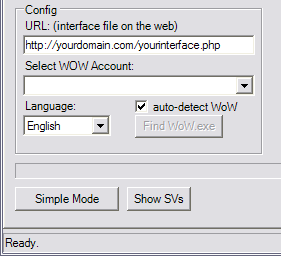 Config
URL: (interface file on the web)
http://yourdomain.com/yourinterface.php
Select WOW Account:
Language:
auto-detect WoW
English
Find WoW.exe
Simple Mode
Show SVs
Ready.